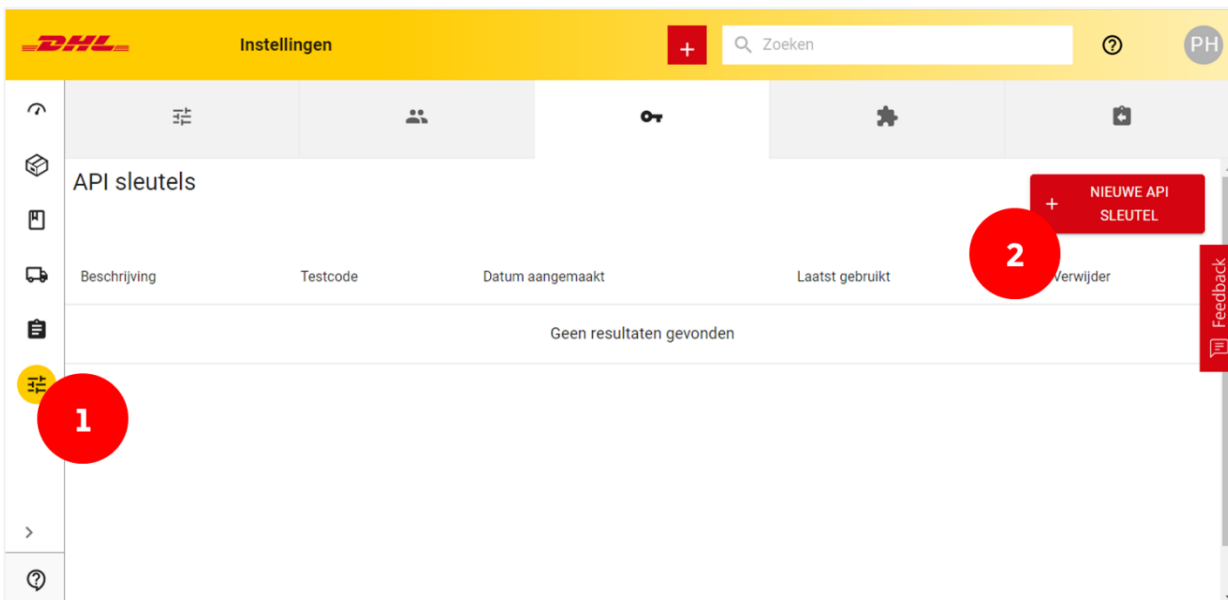 DHL
Instellingen
+
Zoeken
PH
API sleutels
+ NIEUWE API
SLEUTEL
2
Beschrijving Testcode Datum aangemaakt Laatst gebruikt Verwijder
Feedback
Geen resultaten gevonden
1